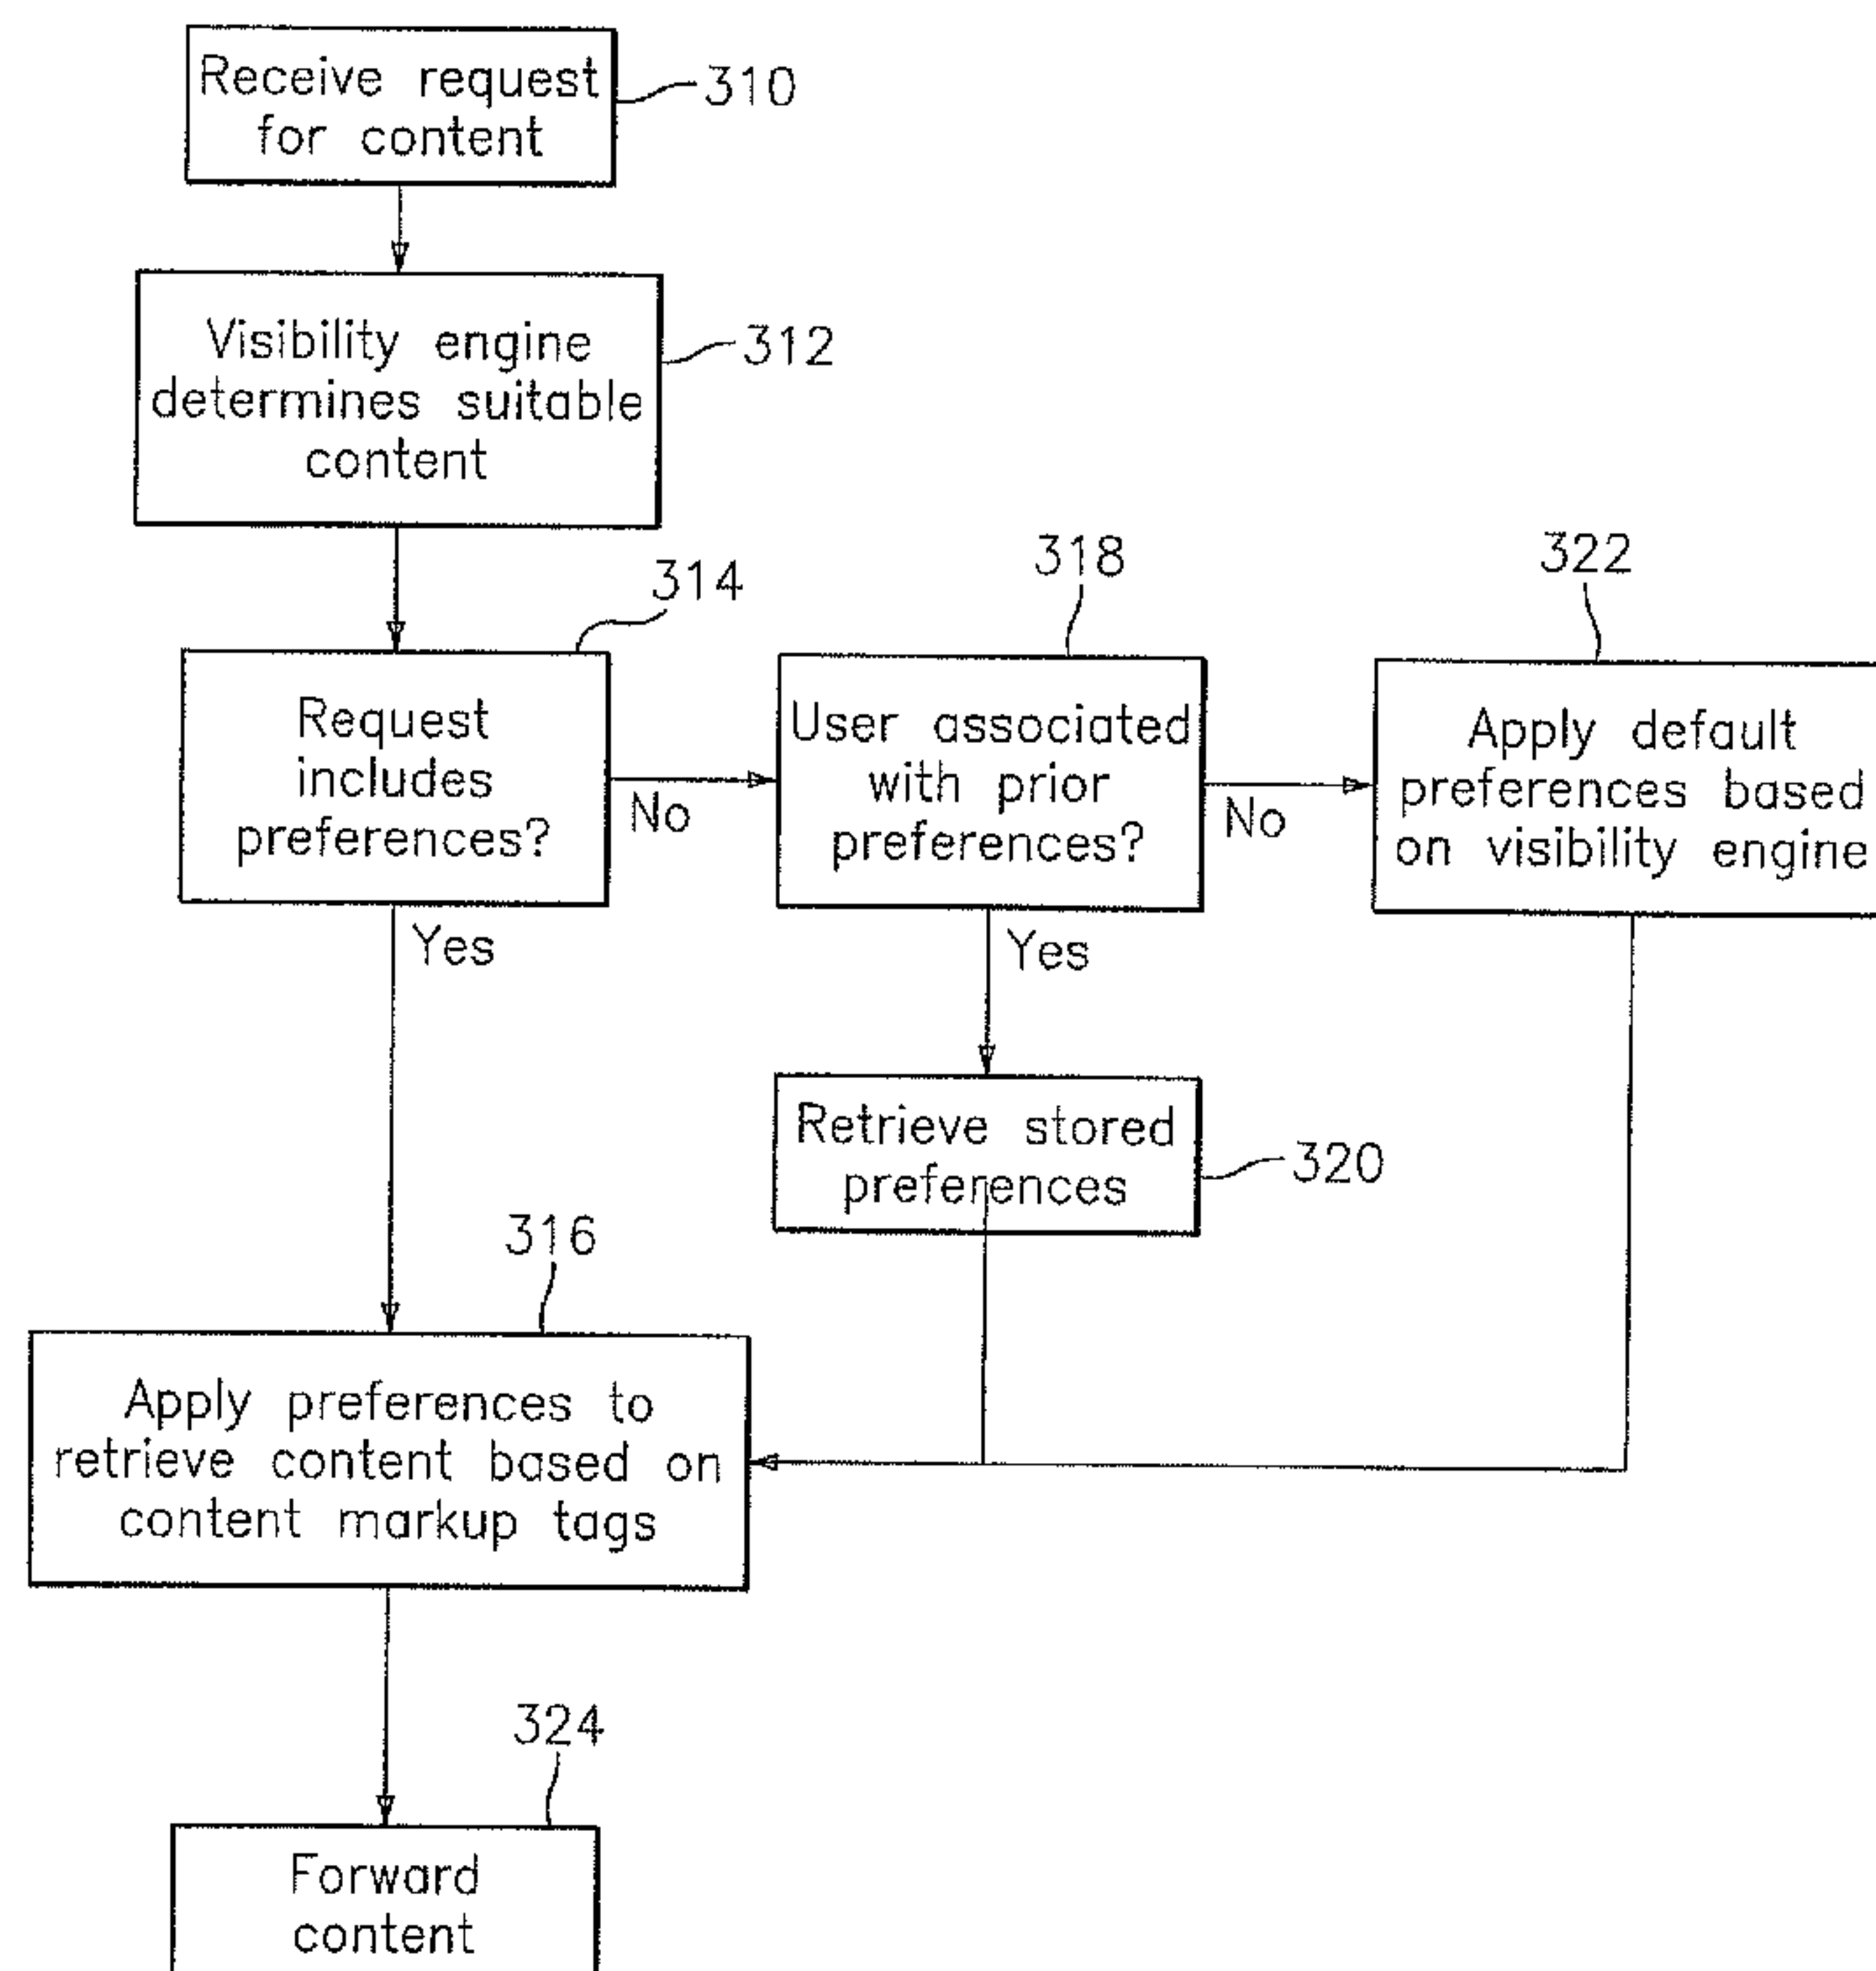 Receive request
for content
310
Visibility engine
determines suitable
content
312
314
Request
includes
preferences?
No
Yes
318
User associated
with prior
preferences?
No
Yes
322
Apply default
preferences based
on visibility engine
Retrieve stored
preferences
320
316
Apply preferences to
retrieve content based on
content markup tags
324
Forward
content